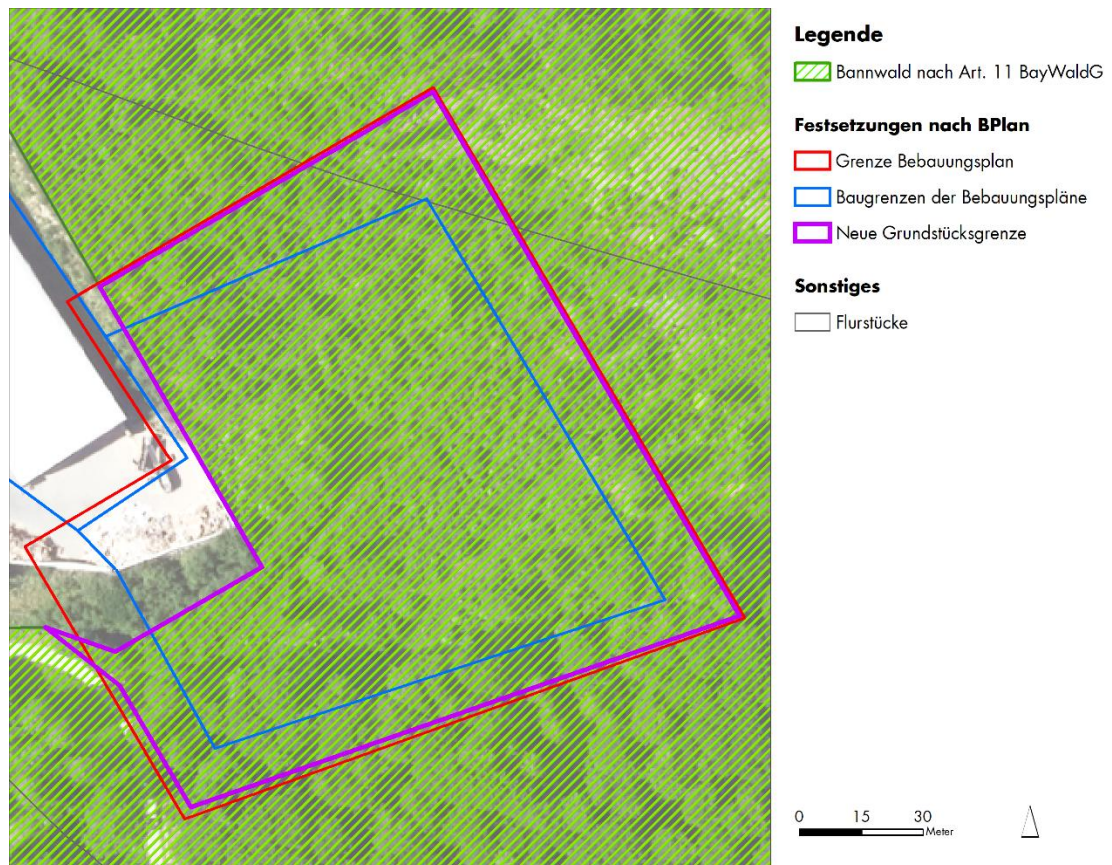 Legende
Bannwald nach Art. 11 BayWaldG
Festsetzungen nach BPlan
Grenze Bebauungsplan
Baugrenzen der Bebauungspläne
Neue Grundstücksgrenze
Sonstiges
Flurstücke
0 15 30
Meter